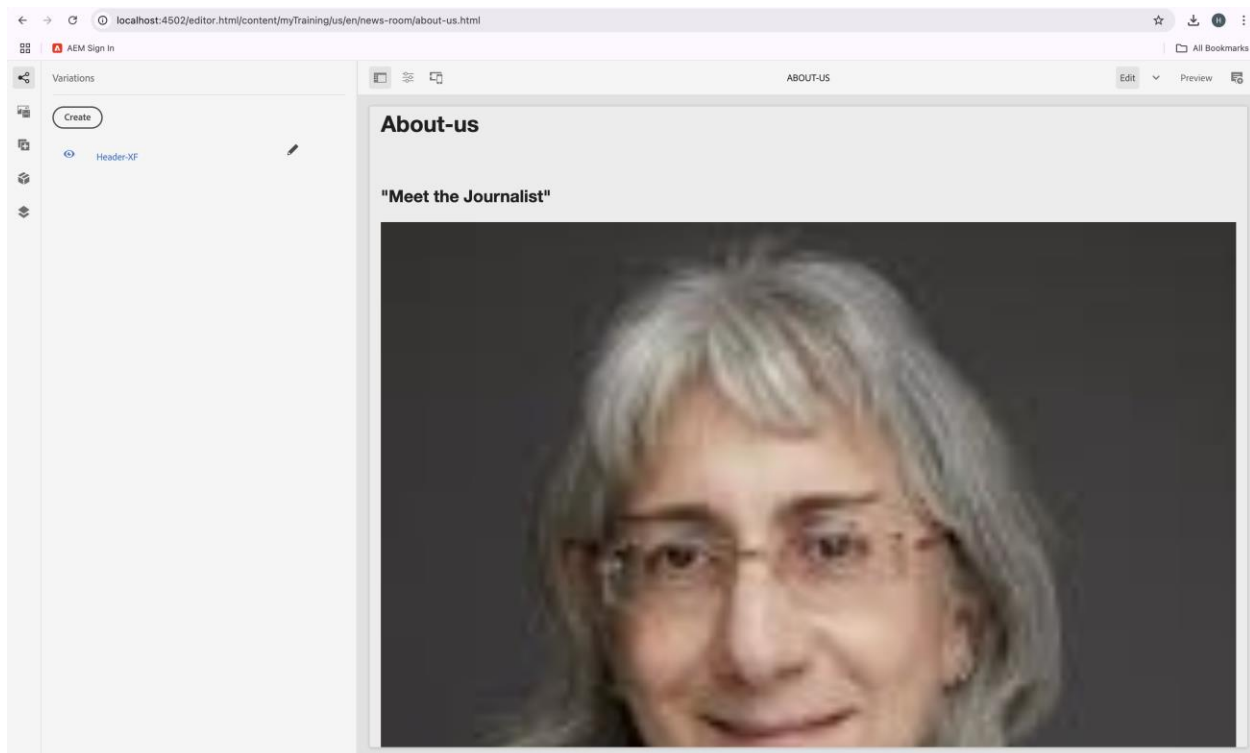 localhost:4502/editor.html/content/myTraining/us/en/news-room/about-us.html
H
AEM Sign In
All Bookmarks
Variations
ABOUT-US
Edit
Preview
Create
Header-XF
About-us
"Meet the Journalist"